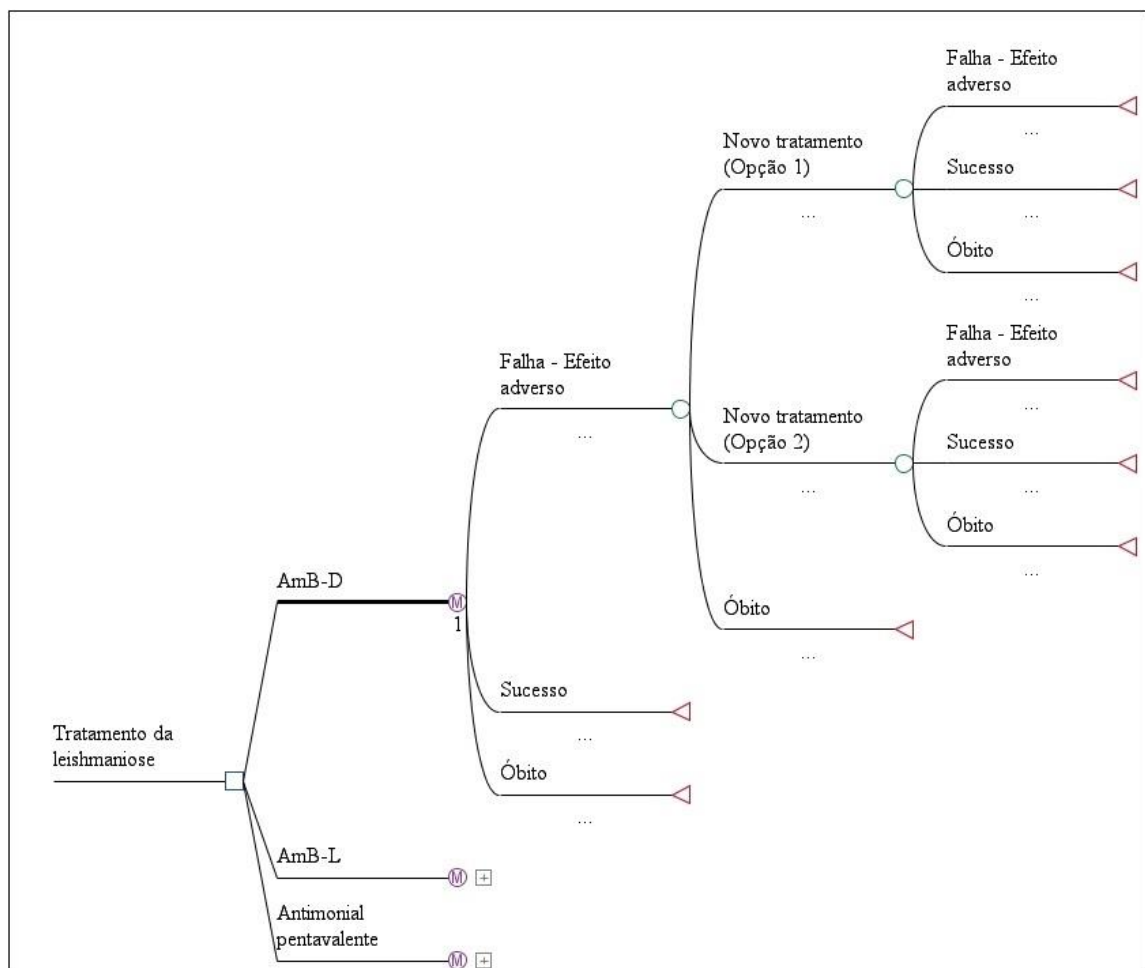 Falha - Efeito
adverso
...
Novo tratamento
(Opção 1)
...
Sucesso
...
Óbito
...
Falha - Efeito
adverso
...
Falha - Efeito
adverso
...
Novo tratamento
(Opção 2)
...
Sucesso
...
Óbito
...
AmB-D
M
1
Óbito
...
Sucesso
...
Tratamento da
leishmaniose
Óbito
...
AmB-L
M
Antimonial
pentavalente
M